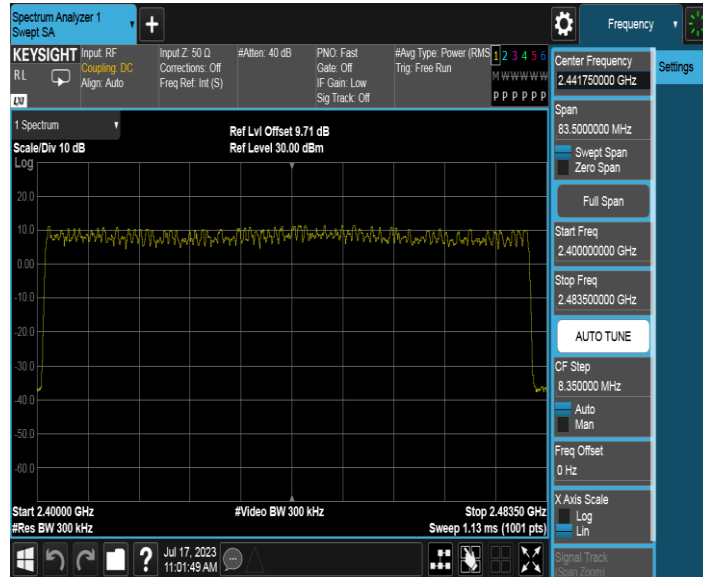 Spectrum Analyzer 1
Swept SA
+
Frequency
KEYSIGHT
RL
LXI
Input: RF
Coupling: DC
Align: Auto
Input Z: 50 Ω
Corrections: Off
Freq Ref: Int (S)
#Atten: 40 dB
PNO: Fast
Gate: Off
IF Gain: Low
Sig Track: Off
#Avg Type: Power (RMS
Trig: Free Run
1 2 3 4 5 6
M W W W W W
P P P P P P
1 Spectrum
Scale/Div 10 dB
Ref Lvl Offset 9.71 dB
Ref Level 30.00 dBm
Log
20.0
10.0
0.00
-10.0
-20.0
-30.0
-40.0
-50.0
-60.0
Start 2.40000 GHz
#Res BW 300 kHz
#Video BW 300 kHz
Stop 2.48350 GHz
Sweep 1.13 ms (1001 pts)
?
Jul 17, 2023
11:01:49 AM
Center Frequency
2.441750000 GHz
Settings
Span
83.5000000 MHz
Swept Span
Zero Span
Full Span
Start Freq
2.400000000 GHz
Stop Freq
2.483500000 GHz
AUTO TUNE
CF Step
8.350000 MHz
Auto
Man
Freq Offset
0 Hz
X Axis Scale
Log
Lin
Signal Track
(Span Zoom)